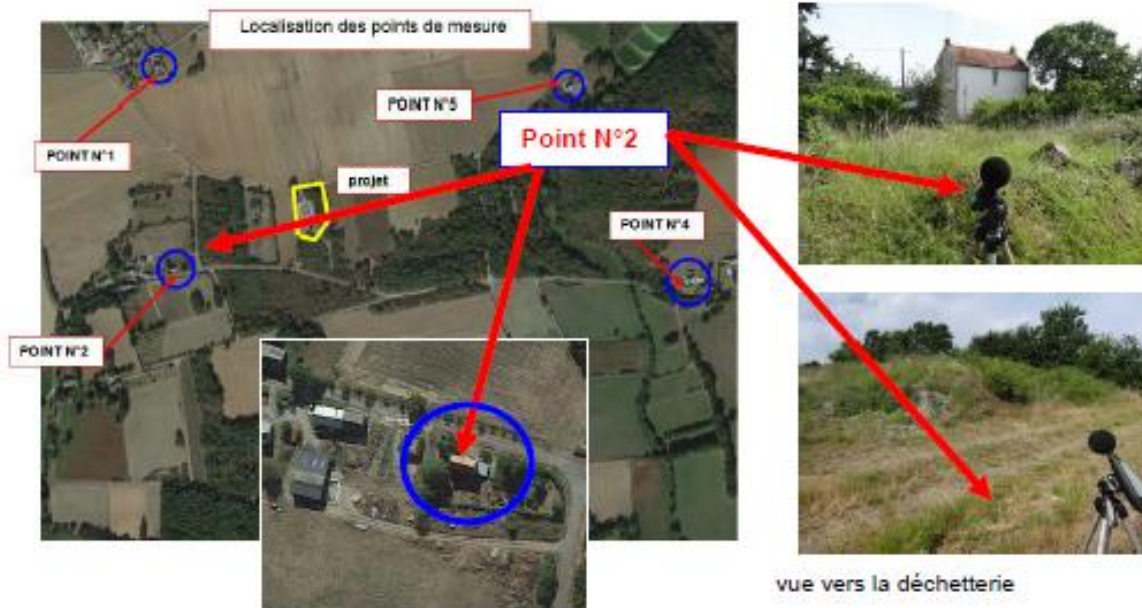 Localisation des points de mesure
POINT N°5
Point N°2
POINT N°1
projet
POINT N°4
POINT N°2
vue vers la déchetterie